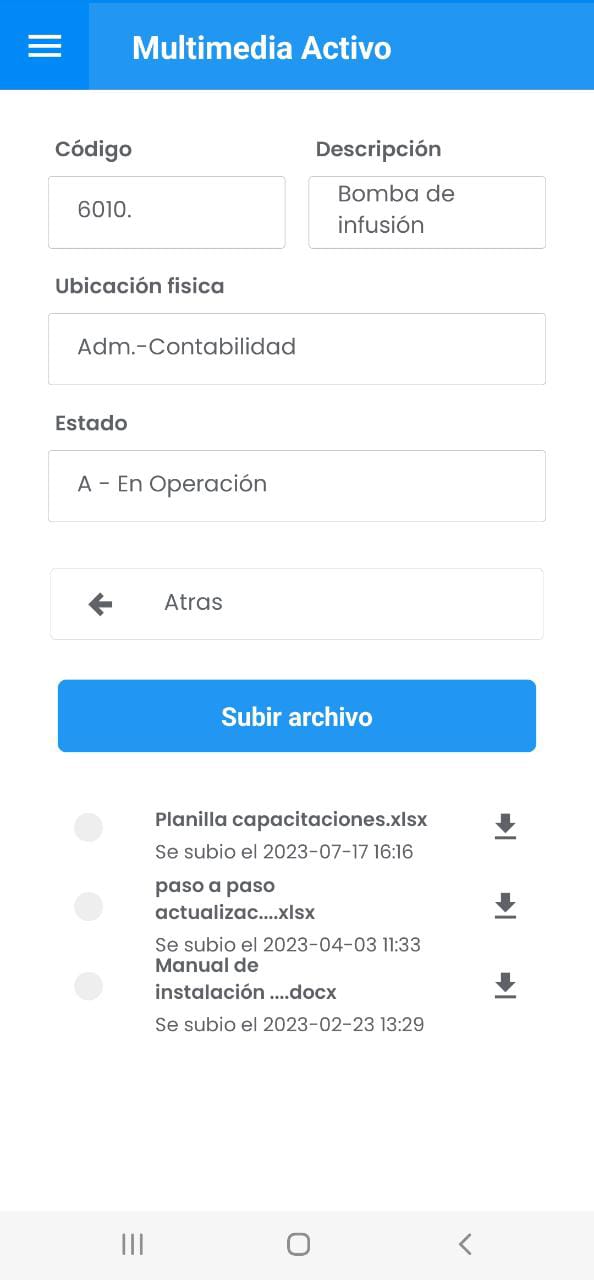 Multimedia Activo
Código
Descripción
6010.
Bomba de
infusión
Ubicación fisica
Adm.-Contabilidad
Estado
A - En Operación
Atras
Subir archivo
Planilla capacitaciones.xlsx
Se subio el 2023-07-17 16:16
paso a paso
actualizac....xlsx
Se subio el 2023-04-03 11:33
Manual de
instalación ....docx
Se subio el 2023-02-23 13:29